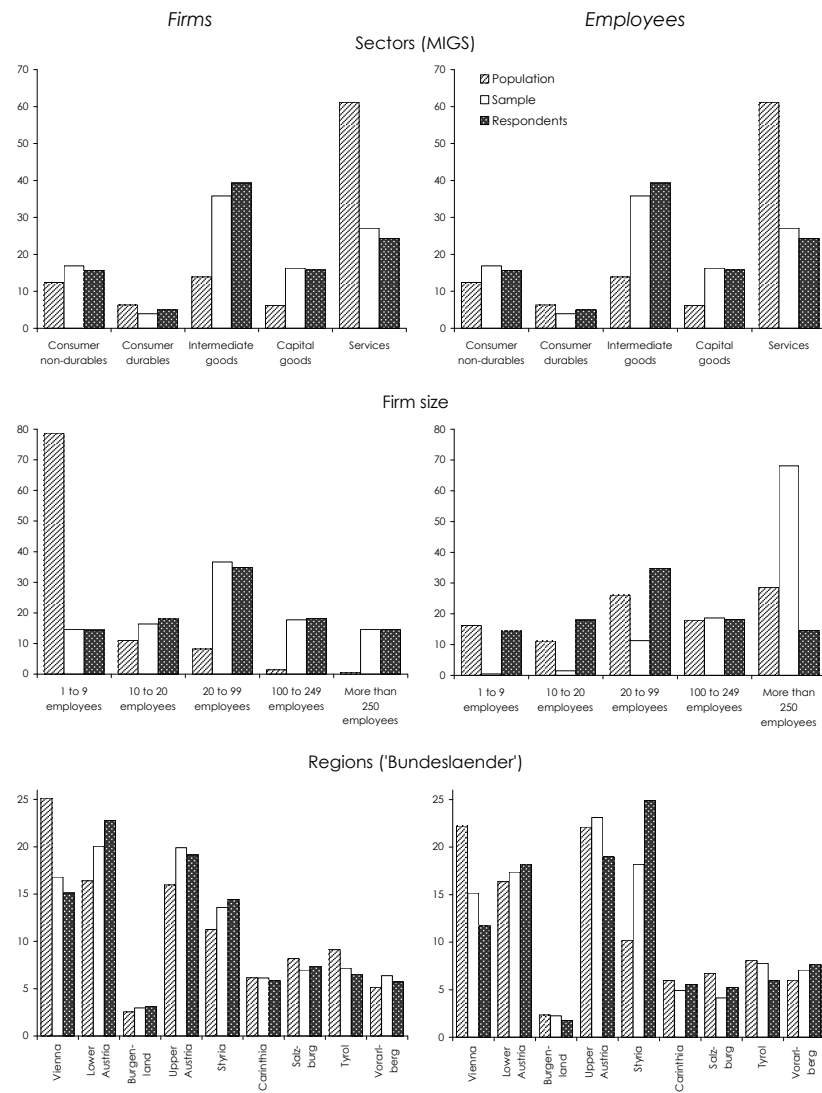 Firms
Employees
Sectors (MIGS)
70
60
50
40
30
20
10
0
Consumer
non-durables
Consumer
durables
Intermediate
goods
Capital
goods
Services
70
60
50
40
30
20
10
0
Population
Sample
Respondents
Consumer
non-durables
Consumer
durables
Intermediate
goods
Capital
goods
Services
Firm size
80
70
60
50
40
30
20
10
0
1 to 9
employees
10 to 20
employees
20 to 99
employees
100 to 249
employees
More than
250
employees
80
70
60
50
40
30
20
10
0
1 to 9
employees
10 to 20
employees
20 to 99
employees
100 to 249
employees
More than
250
employees
Regions ('Bundeslaender')
25
20
15
10
5
0
Vienna
Lower
Austria
Burgen-
land
Upper
Austria
Styria
Carinthia
Salz-
burg
Tyrol
Vorarl-
berg
25
20
15
10
5
0
Vienna
Lower
Austria
Burgen-
land
Upper
Austria
Styria
Carinthia
Salz-
burg
Tyrol
Vorarl-
berg